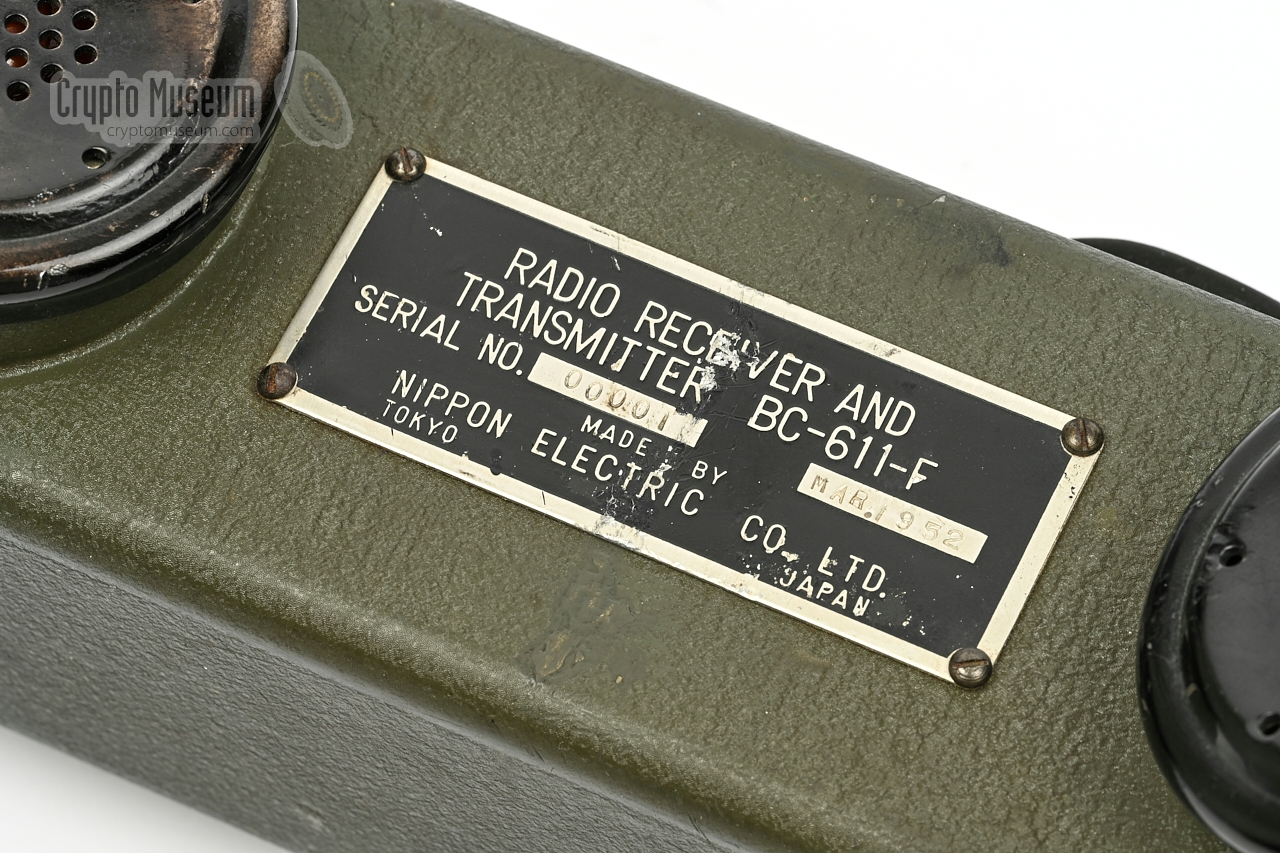 Crypto Museum
cryptomuseum.com
RADIO RECEIVER AND
TRANSMITTER BC-611-F
SERIAL NO. 00001
MAR.1952
MADE BY
NIPPON ELECTRIC CO., LTD.
TOKYO JAPAN